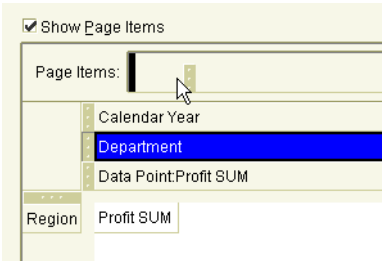 Show Page Items
Page Items:
Calendar Year
Department
Data Point:Profit SUM
Region Profit SUM